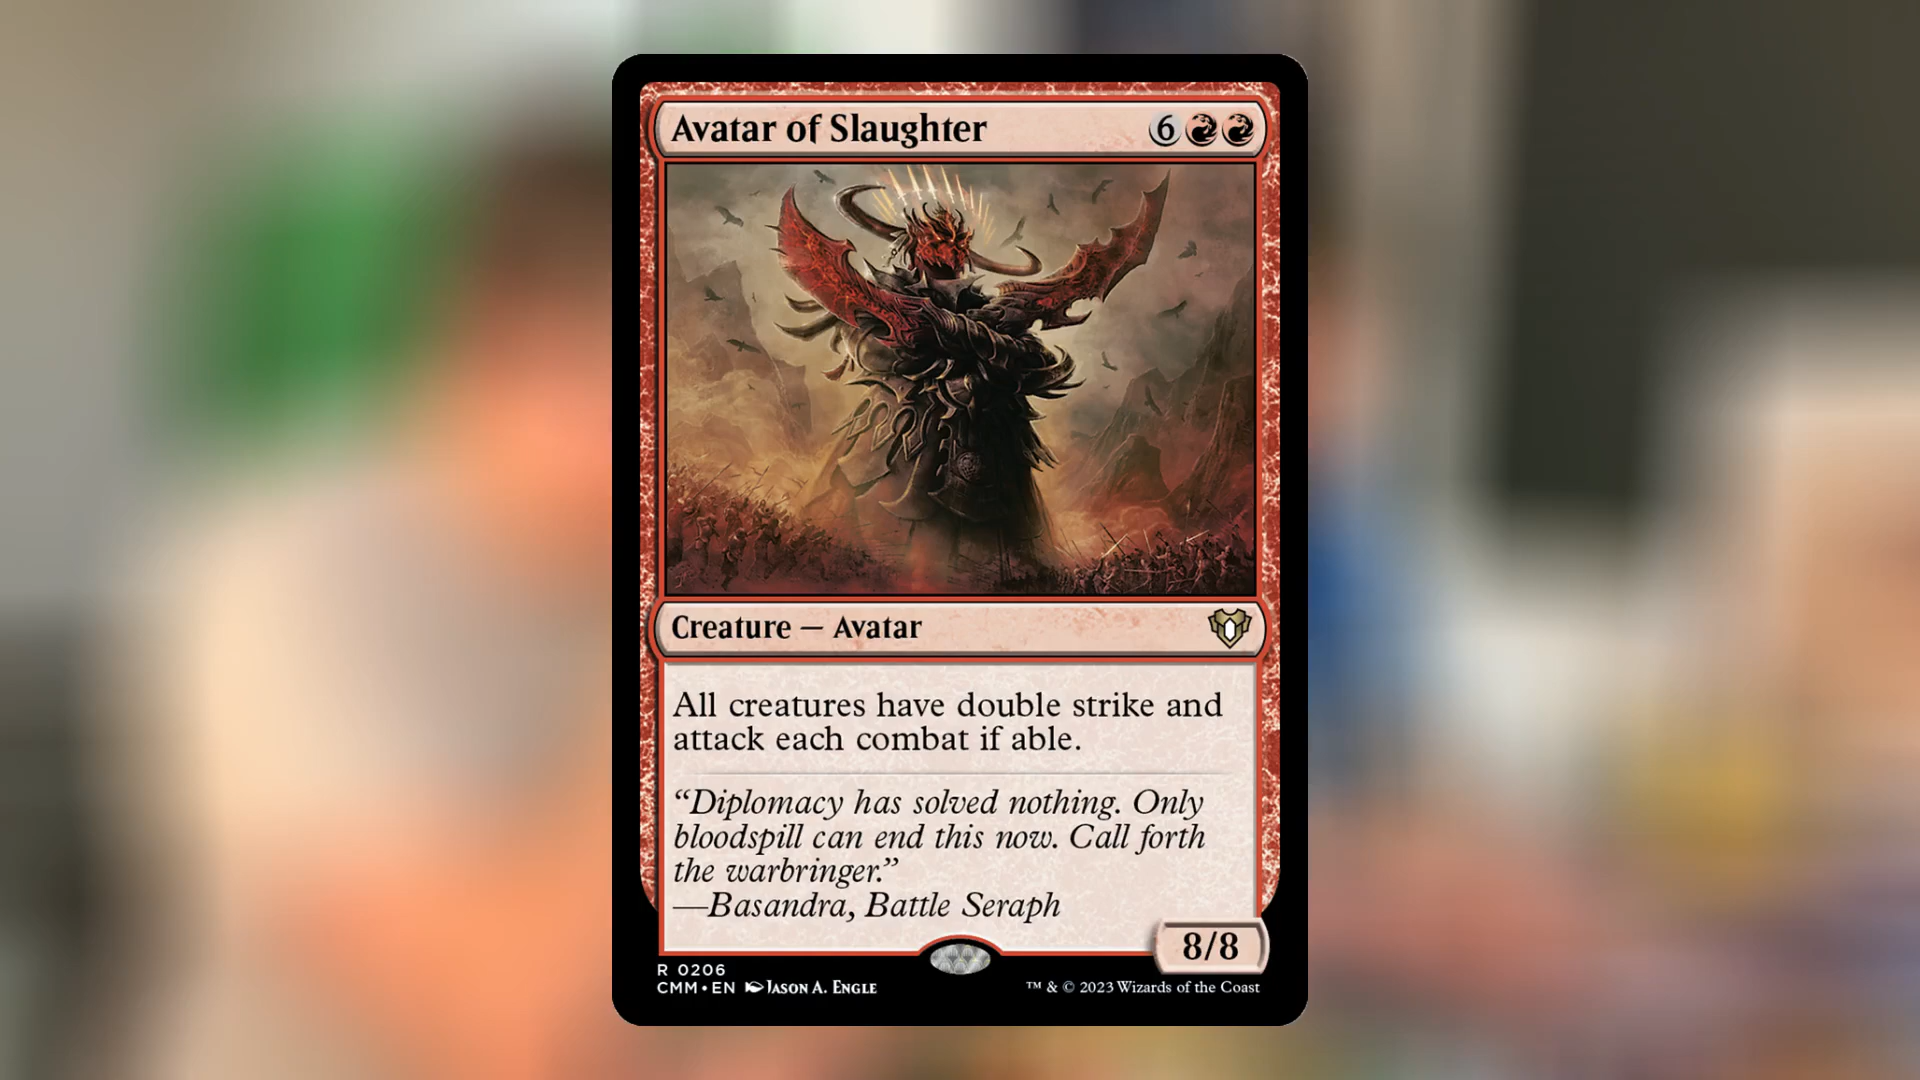 Avatar of Slaughter 6
Creature — Avatar
All creatures have double strike and
attack each combat if able.
“Diplomacy has solved nothing. Only
bloodspill can end this now. Call forth
the warbringer.”
—Basandra, Battle Seraph
8/8
R 0206
CMM • EN Jason A. Engle
™ & © 2023 Wizards of the Coast